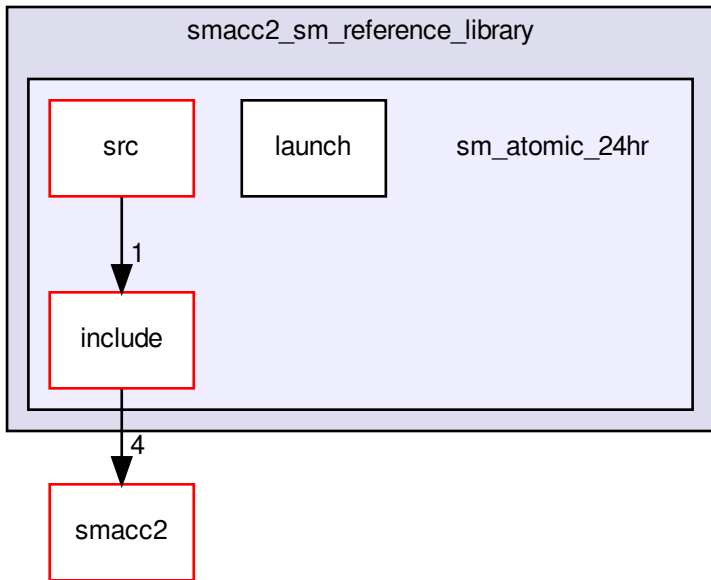 smacc2_sm_reference_library
src
launch
sm_atomic_24hr
1
include
4
smacc2